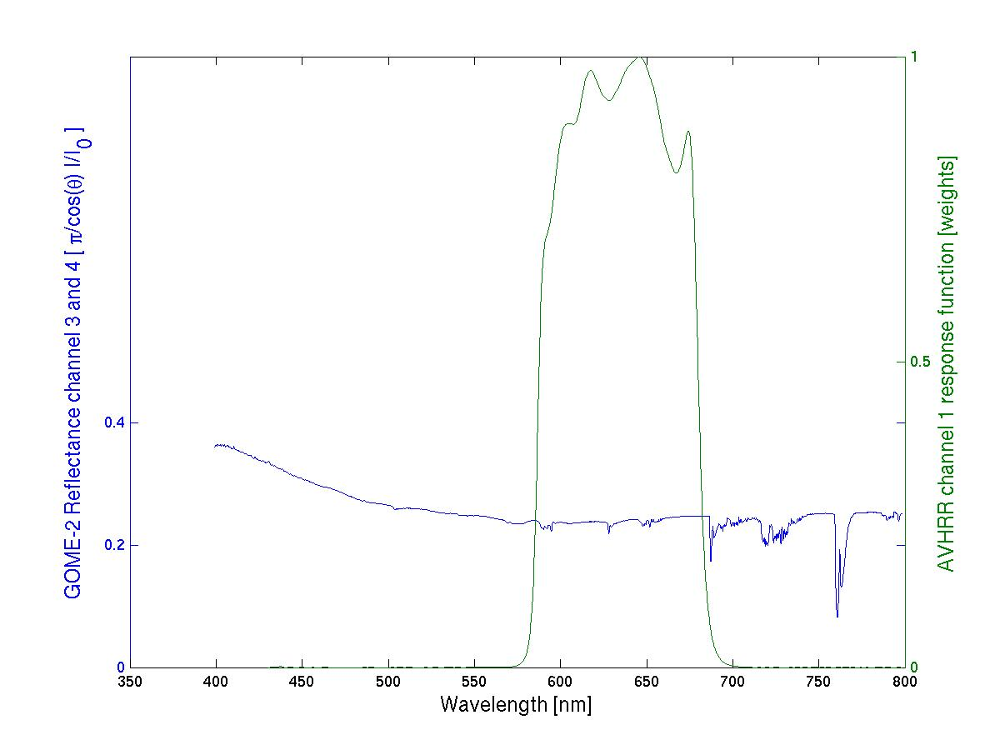 1
0.5
0
0.4
0.2
0
350 400 450 500 550 600 650 700 750 800
Wavelength [nm]
GOME-2 Reflectance channel 3 and 4 [ π/cos(θ) I/I0 ]
AVHRR channel 1 response function [weights]